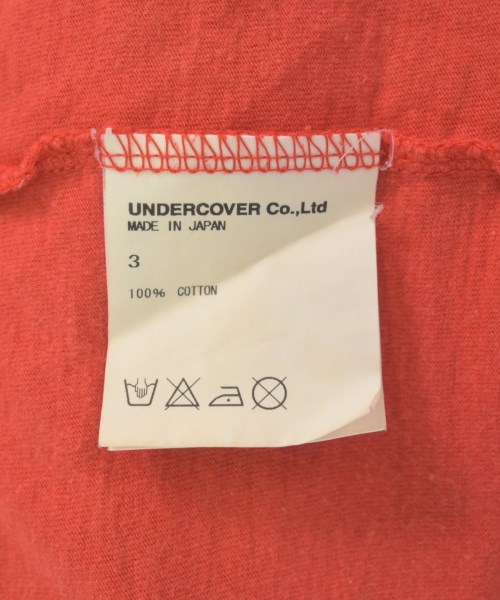 UNDERCOVER Co.,Ltd
MADE IN JAPAN
3
100% COTTON